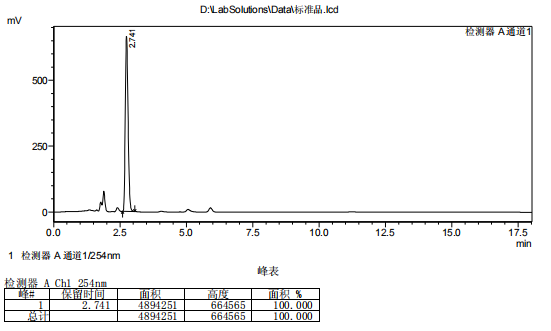 D:\LabSolutions\Data\标准品.lcd
mV
检测器 A 通道1
2.741
500
250
0
0.0 2.5 5.0 7.5 10.0 12.5 15.0 17.5
min
1 检测器 A 通道1/254nm
峰表
检测器 A Ch1 254nm
峰# 保留时间 面积 高度 面积 %
1 2.741 4894251 664565 100.000
总计 4894251 664565 100.000